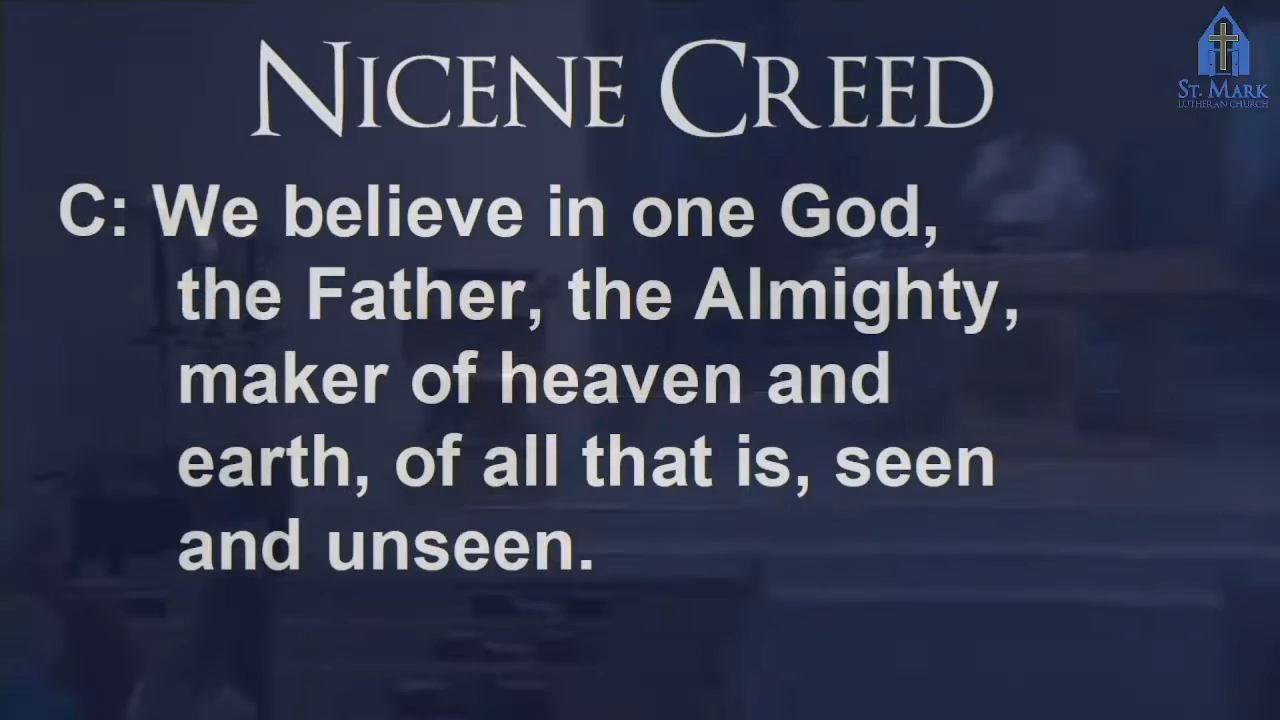 NICENE CREED
ST. MARK
LUTHERAN CHURCH
C: We believe in one God,
the Father, the Almighty,
maker of heaven and
earth, of all that is, seen
and unseen.